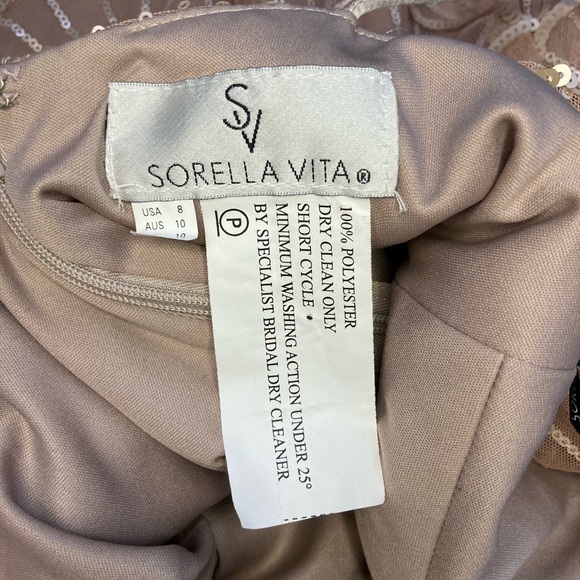 SV
SORELLA VITA®
USA 8
AUS 10
P
100% POLYESTER
DRY CLEAN ONLY
SHORT CYCLE •
MINIMUM WASHING ACTION UNDER 25°
BY SPECIALIST BRIDAL DRY CLEANER